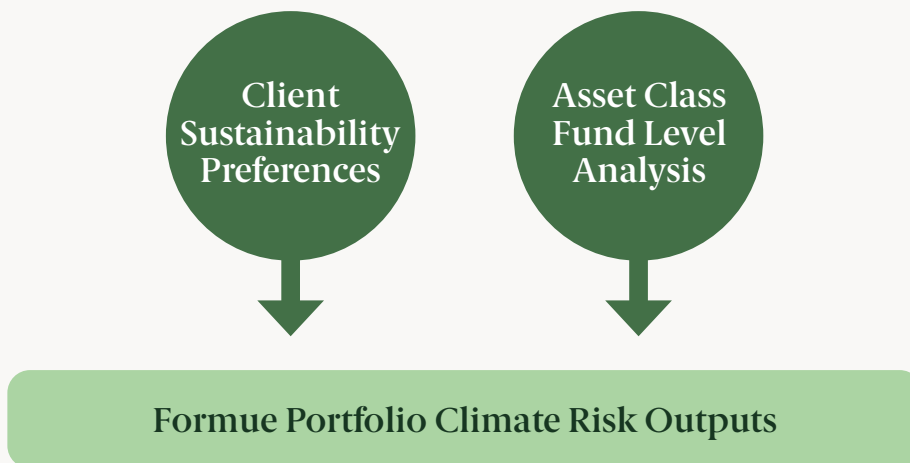 Client
Sustainability
Preferences
Asset Class
Fund Level
Analysis
Formue Portfolio Climate Risk Outputs